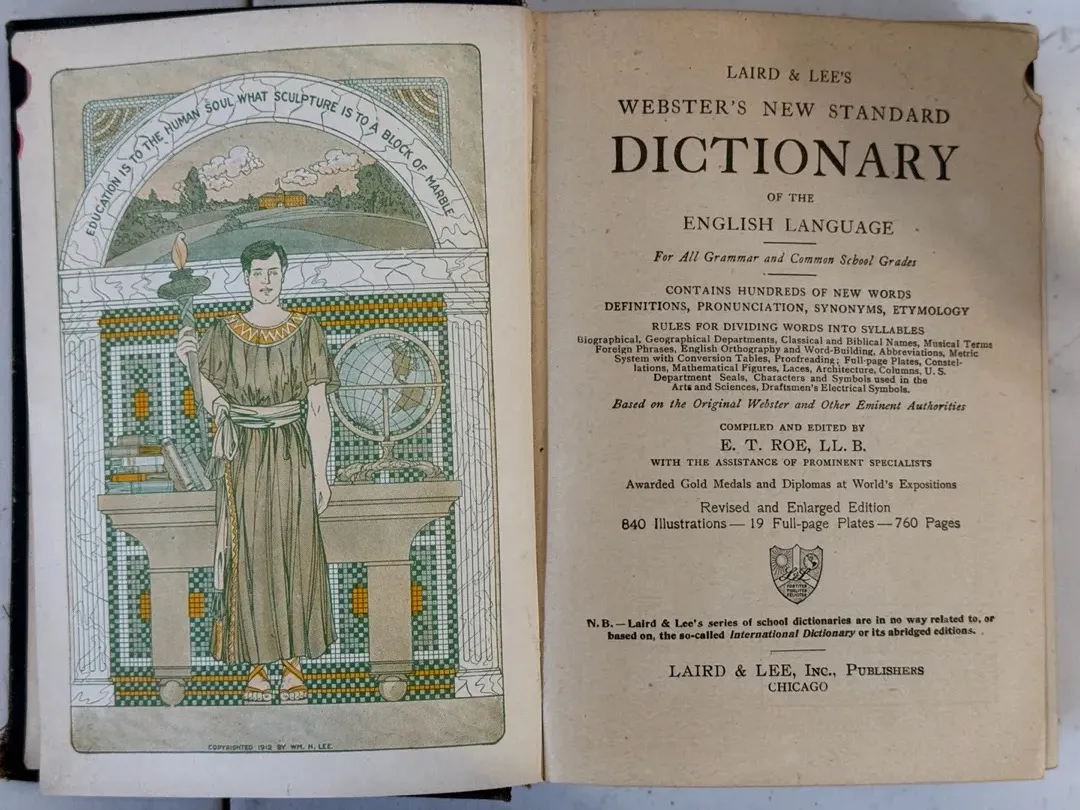 EDUCATION IS TO THE HUMAN SOUL WHAT SCULPTURE IS TO A BLOCK OF MARBLE
COPYRIGHTED 1912 BY WM. H. LEE
LAIRD & LEE'S
WEBSTER'S NEW STANDARD
DICTIONARY
OF THE
ENGLISH LANGUAGE
For All Grammar and Common School Grades
CONTAINS HUNDREDS OF NEW WORDS
DEFINITIONS, PRONUNCIATION, SYNONYMS, ETYMOLOGY
RULES FOR DIVIDING WORDS INTO SYLLABLES
Biographical, Geographical Departments, Classical and Biblical Names, Musical Terms
Foreign Phrases, English Orthography and Word-Building, Abbreviations, Metric
System with Conversion Tables, Proofreading; Full-page Plates, Constel-
lations, Mathematical Figures, Laces, Architecture, Columns, U. S.
Department Seals, Characters and Symbols used in the
Arts and Sciences, Draftsmen's Electrical Symbols.
Based on the Original Webster and Other Eminent Authorities
COMPILED AND EDITED BY
E. T. ROE, LL. B.
WITH THE ASSISTANCE OF PROMINENT SPECIALISTS
Awarded Gold Medals and Diplomas at World's Expositions
Revised and Enlarged Edition
840 Illustrations — 19 Full-page Plates — 760 Pages
L&L
FORTITER
N. B. — Laird & Lee's series of school dictionaries are in no way related to, or
based on, the so-called International Dictionary or its abridged editions.
LAIRD & LEE, INC., PUBLISHERS
CHICAGO